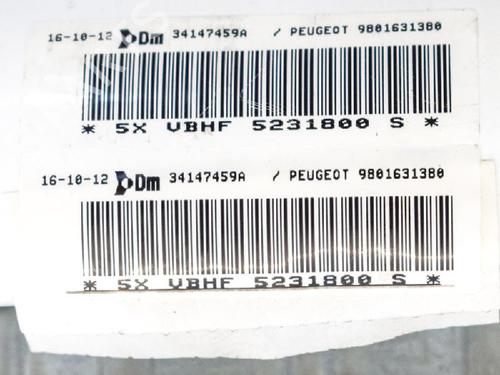 16-10-12 Dm 34147459A / PEUGEOT 9801631380
* 5X VBHF 5231800 S *
16-10-12 Dm 34147459A / PEUGEOT 9801631380
* 5X VBHF 5231800 S *